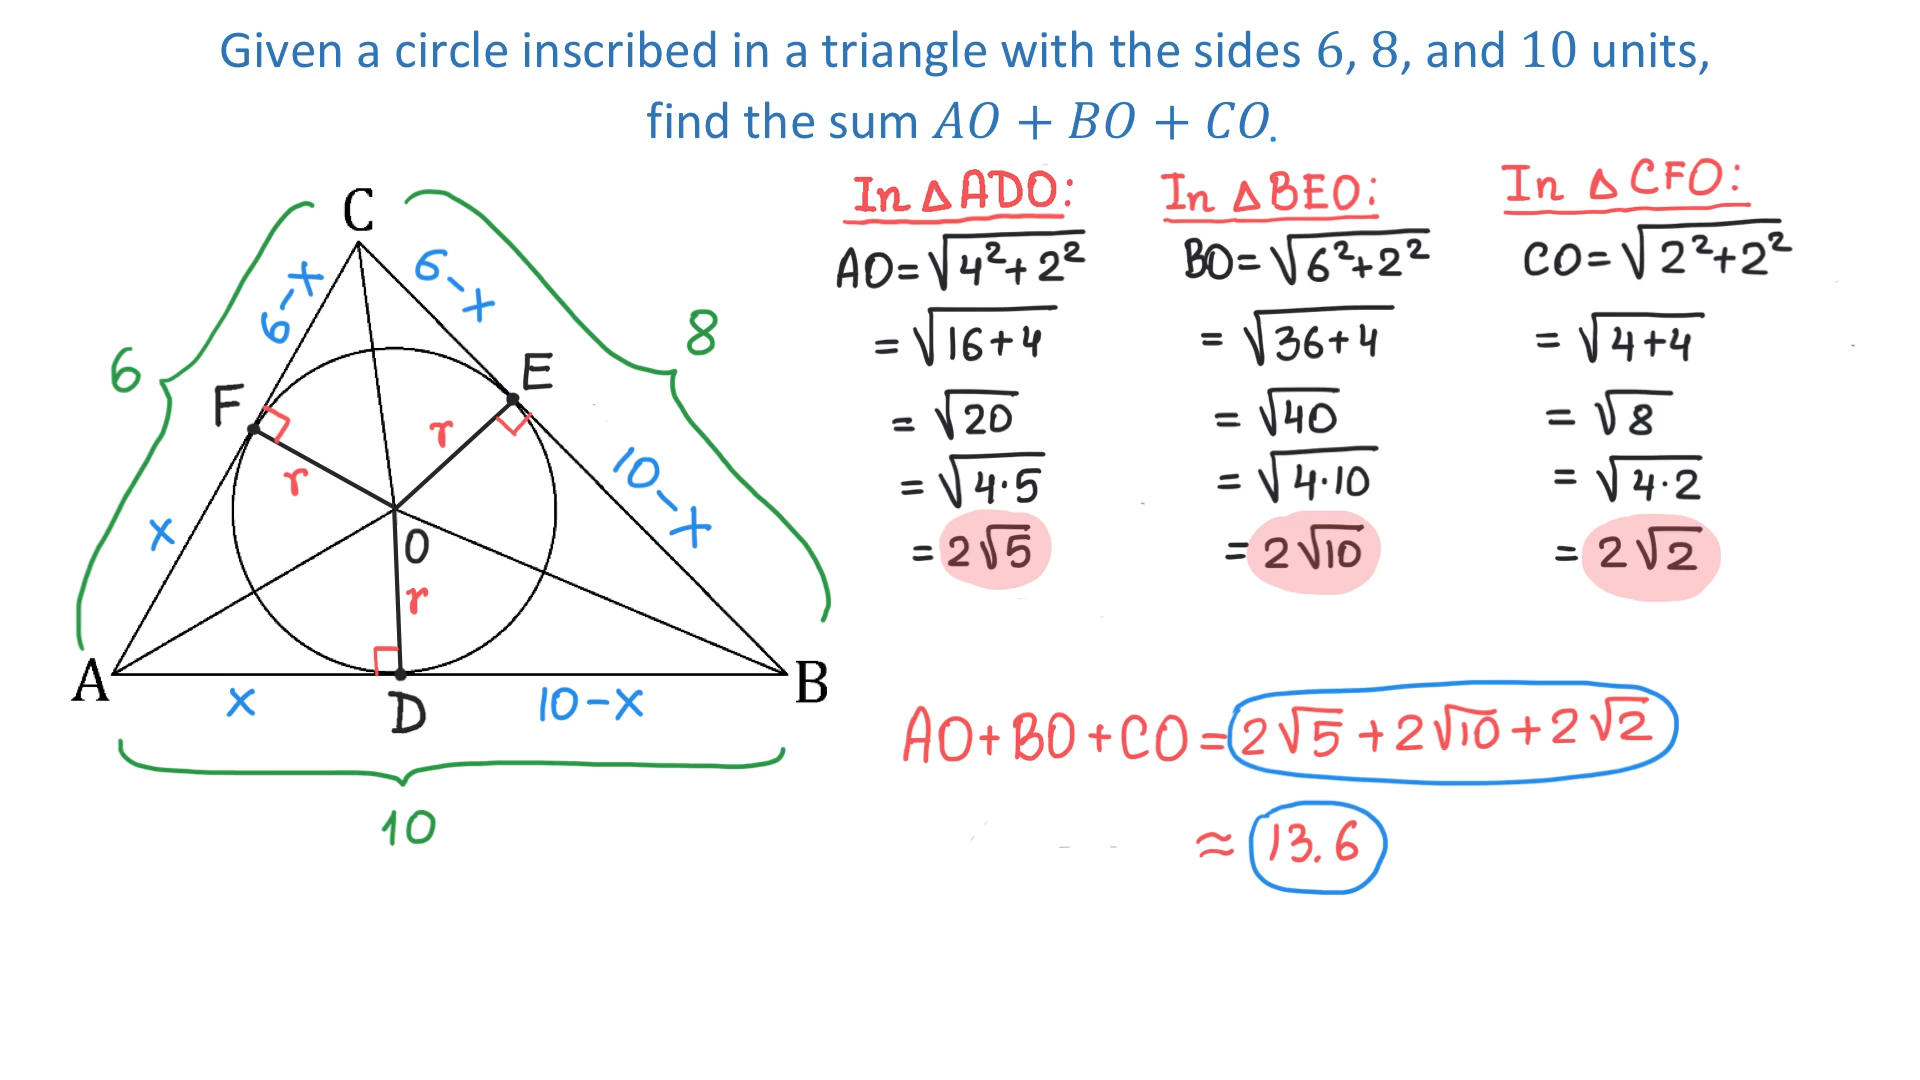 Given a circle inscribed in a triangle with the sides 6, 8, and 10 units,
find the sum AO + BO + CO.
C
6-x
6-x
6
8
F
E
r
r
10-x
x
O
r
A
B
x
D
10-x
10
In △ADO:
AO=√4²+2²
=√16+4
=√20
=√4·5
=2√5
In △BEO:
BO=√6²+2²
=√36+4
=√40
=√4·10
=2√10
In △CFO:
CO=√2²+2²
=√4+4
=√8
=√4·2
=2√2
AO+BO+CO=2√5+2√10+2√2
≈13.6